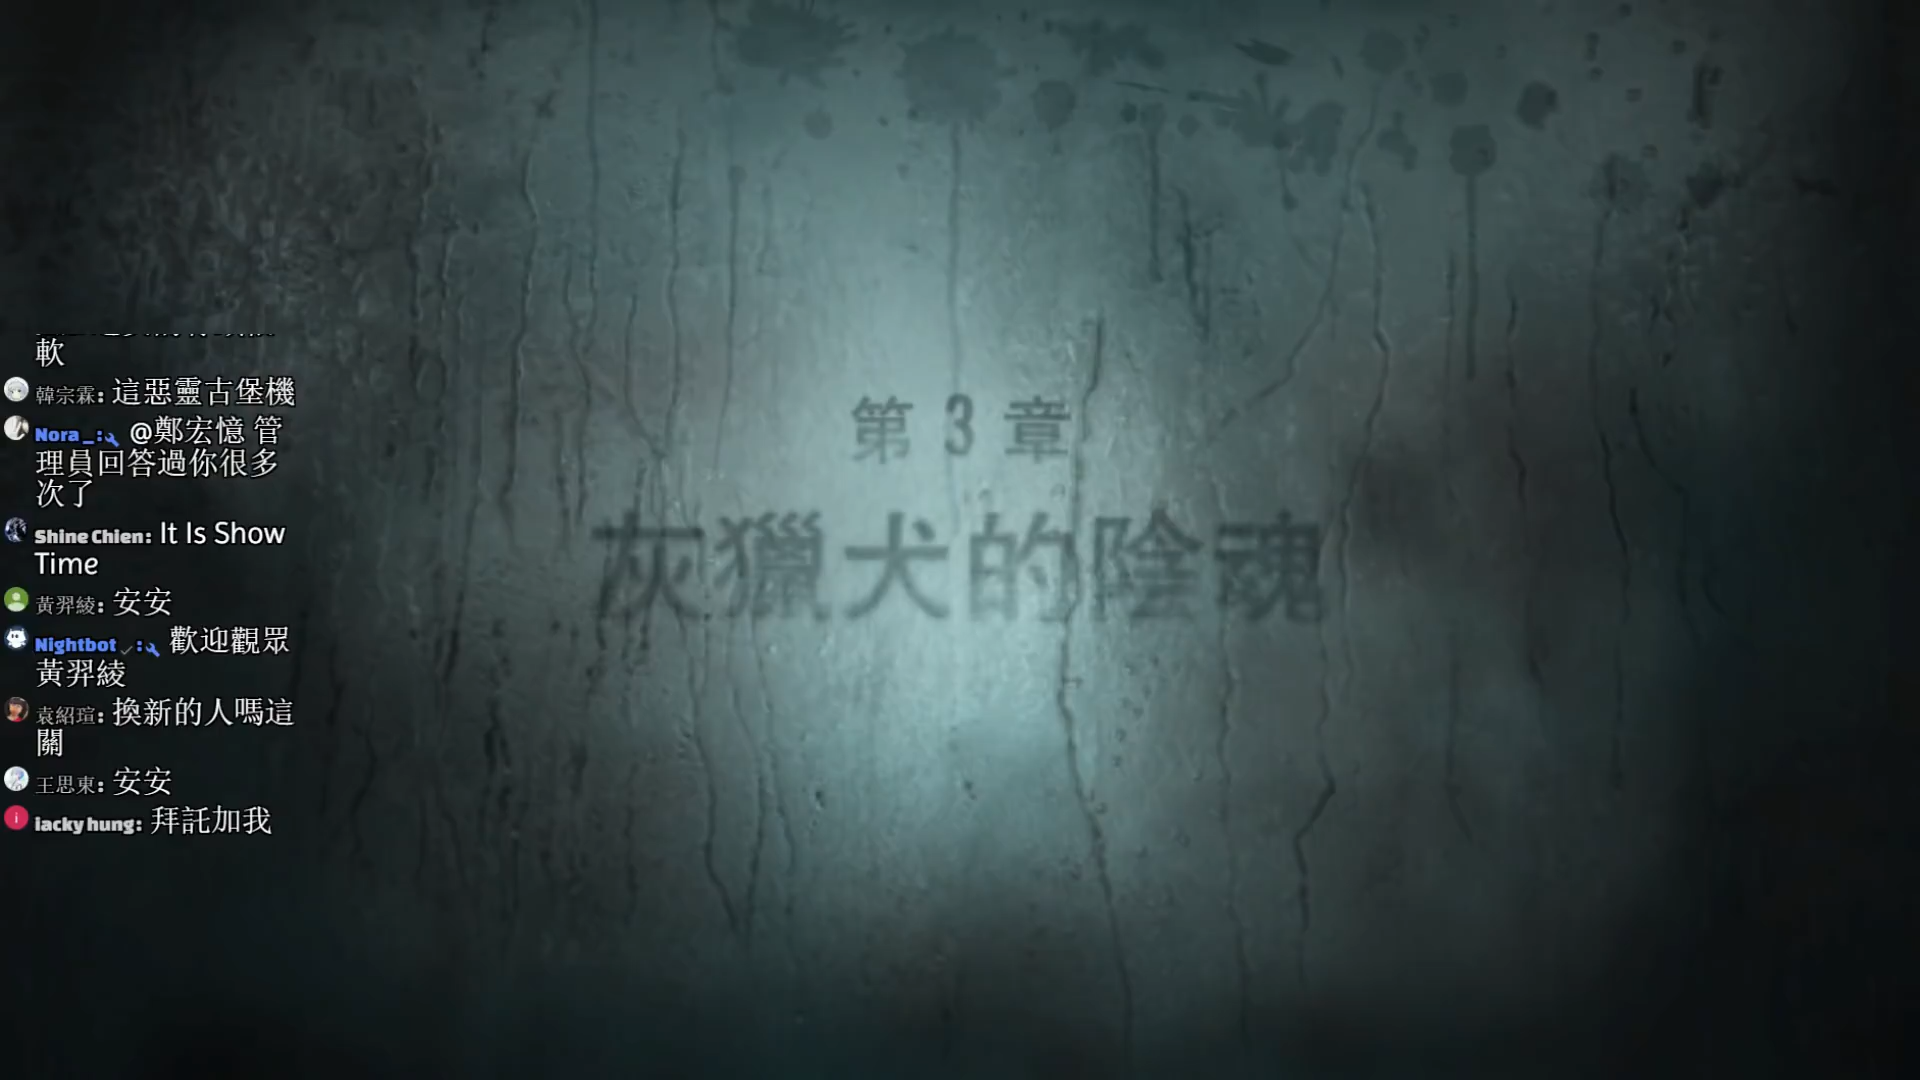 軟
韓宗霖: 這惡靈古堡機
Nora _: @鄭宏憶 管
理員回答過你很多
次了
Shine Chien: It Is Show
Time
黃羿綾: 安安
Nightbot: 歡迎觀眾
黃羿綾
袁紹瑄: 換新的人嗎這
關
王思東: 安安
iacky hung: 拜託加我
第 3 章
灰獵犬的陰魂